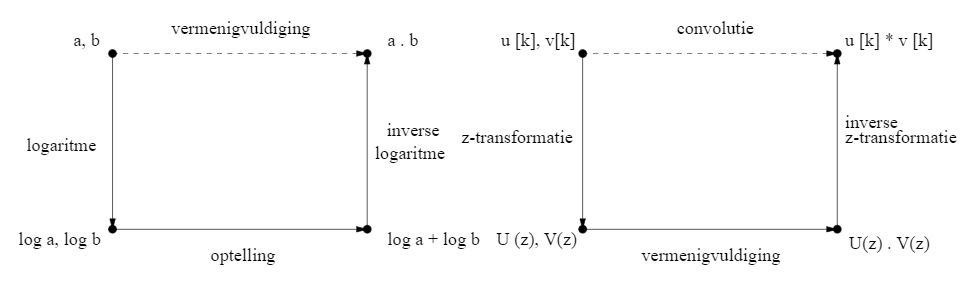 vermenigvuldiging
a, b
a . b
logaritme
inverse
logaritme
log a, log b
log a + log b
optelling
convolutie
u [k], v[k]
u [k] * v [k]
z-transformatie
inverse
z-transformatie
U (z), V(z)
U(z) . V(z)
vermenigvuldiging